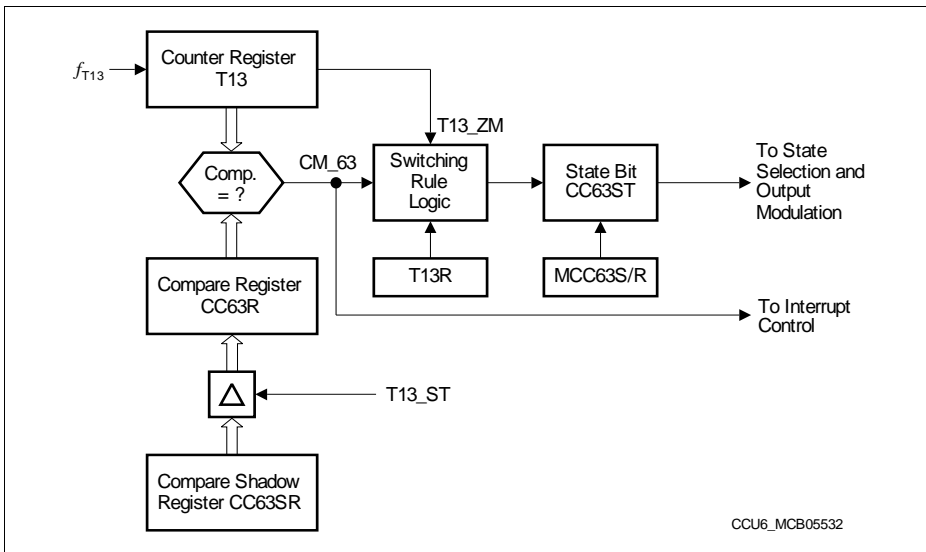 Counter Register
T13
fT13
T13_ZM
CM_63
Comp.
= ?
Switching
Rule
Logic
State Bit
CC63ST
To State
Selection and
Output
Modulation
Compare Register
CC63R
T13R
MCC63S/R
To Interrupt
Control
T13_ST
Compare Shadow
Register CC63SR
CCU6_MCB05532